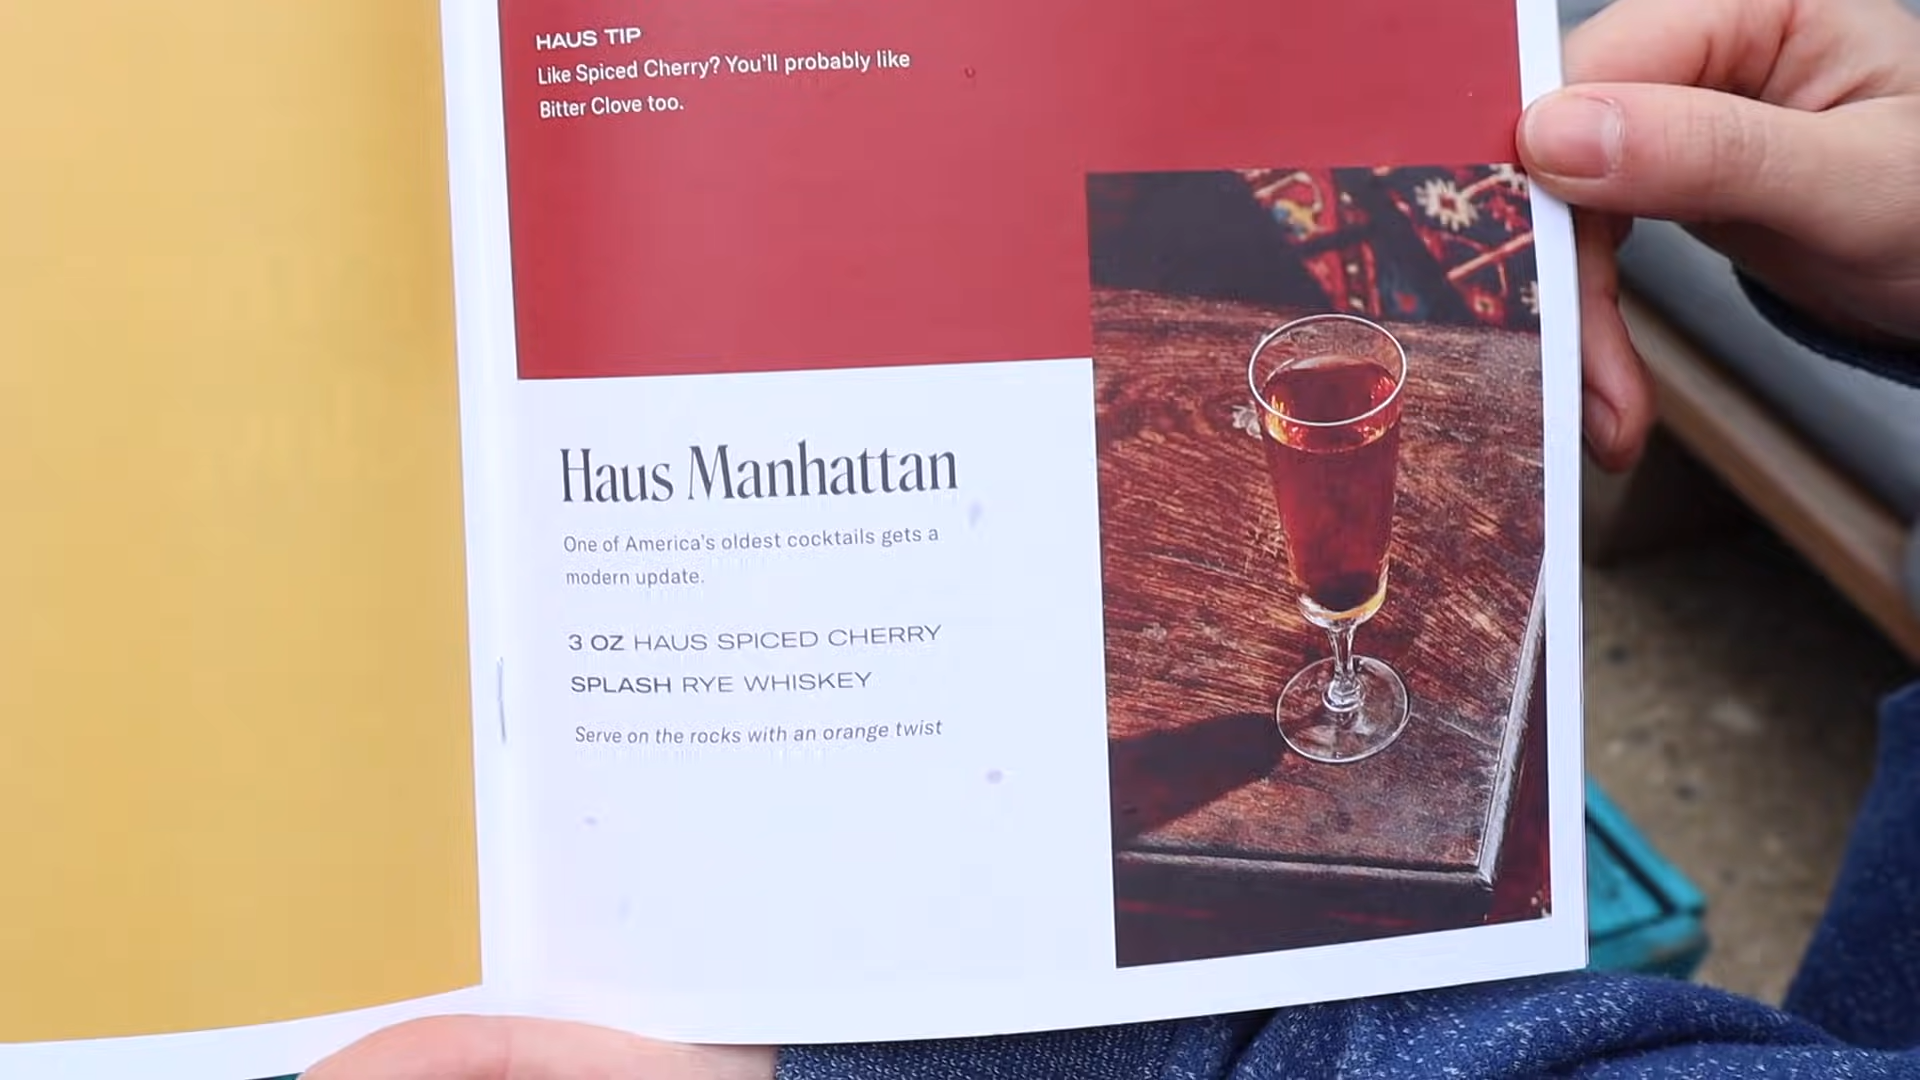 HAUS TIP
Like Spiced Cherry? You'll probably like
Bitter Clove too.
Haus Manhattan
One of America's oldest cocktails gets a
modern update.
3 OZ HAUS SPICED CHERRY
SPLASH RYE WHISKEY
Serve on the rocks with an orange twist